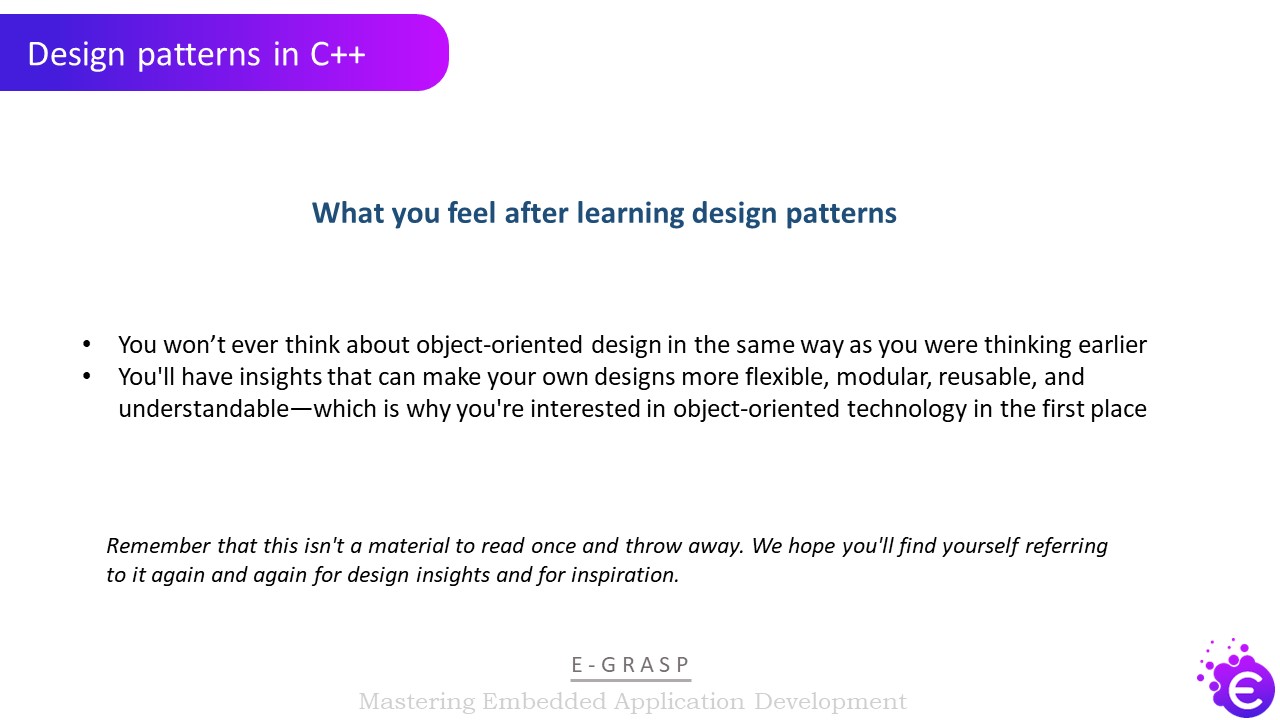 Design patterns in C++
What you feel after learning design patterns
• You won’t ever think about object-oriented design in the same way as you were thinking earlier
• You'll have insights that can make your own designs more flexible, modular, reusable, and
understandable—which is why you're interested in object-oriented technology in the first place
Remember that this isn't a material to read once and throw away. We hope you'll find yourself referring
to it again and again for design insights and for inspiration.
E-GRASP
Mastering Embedded Application Development